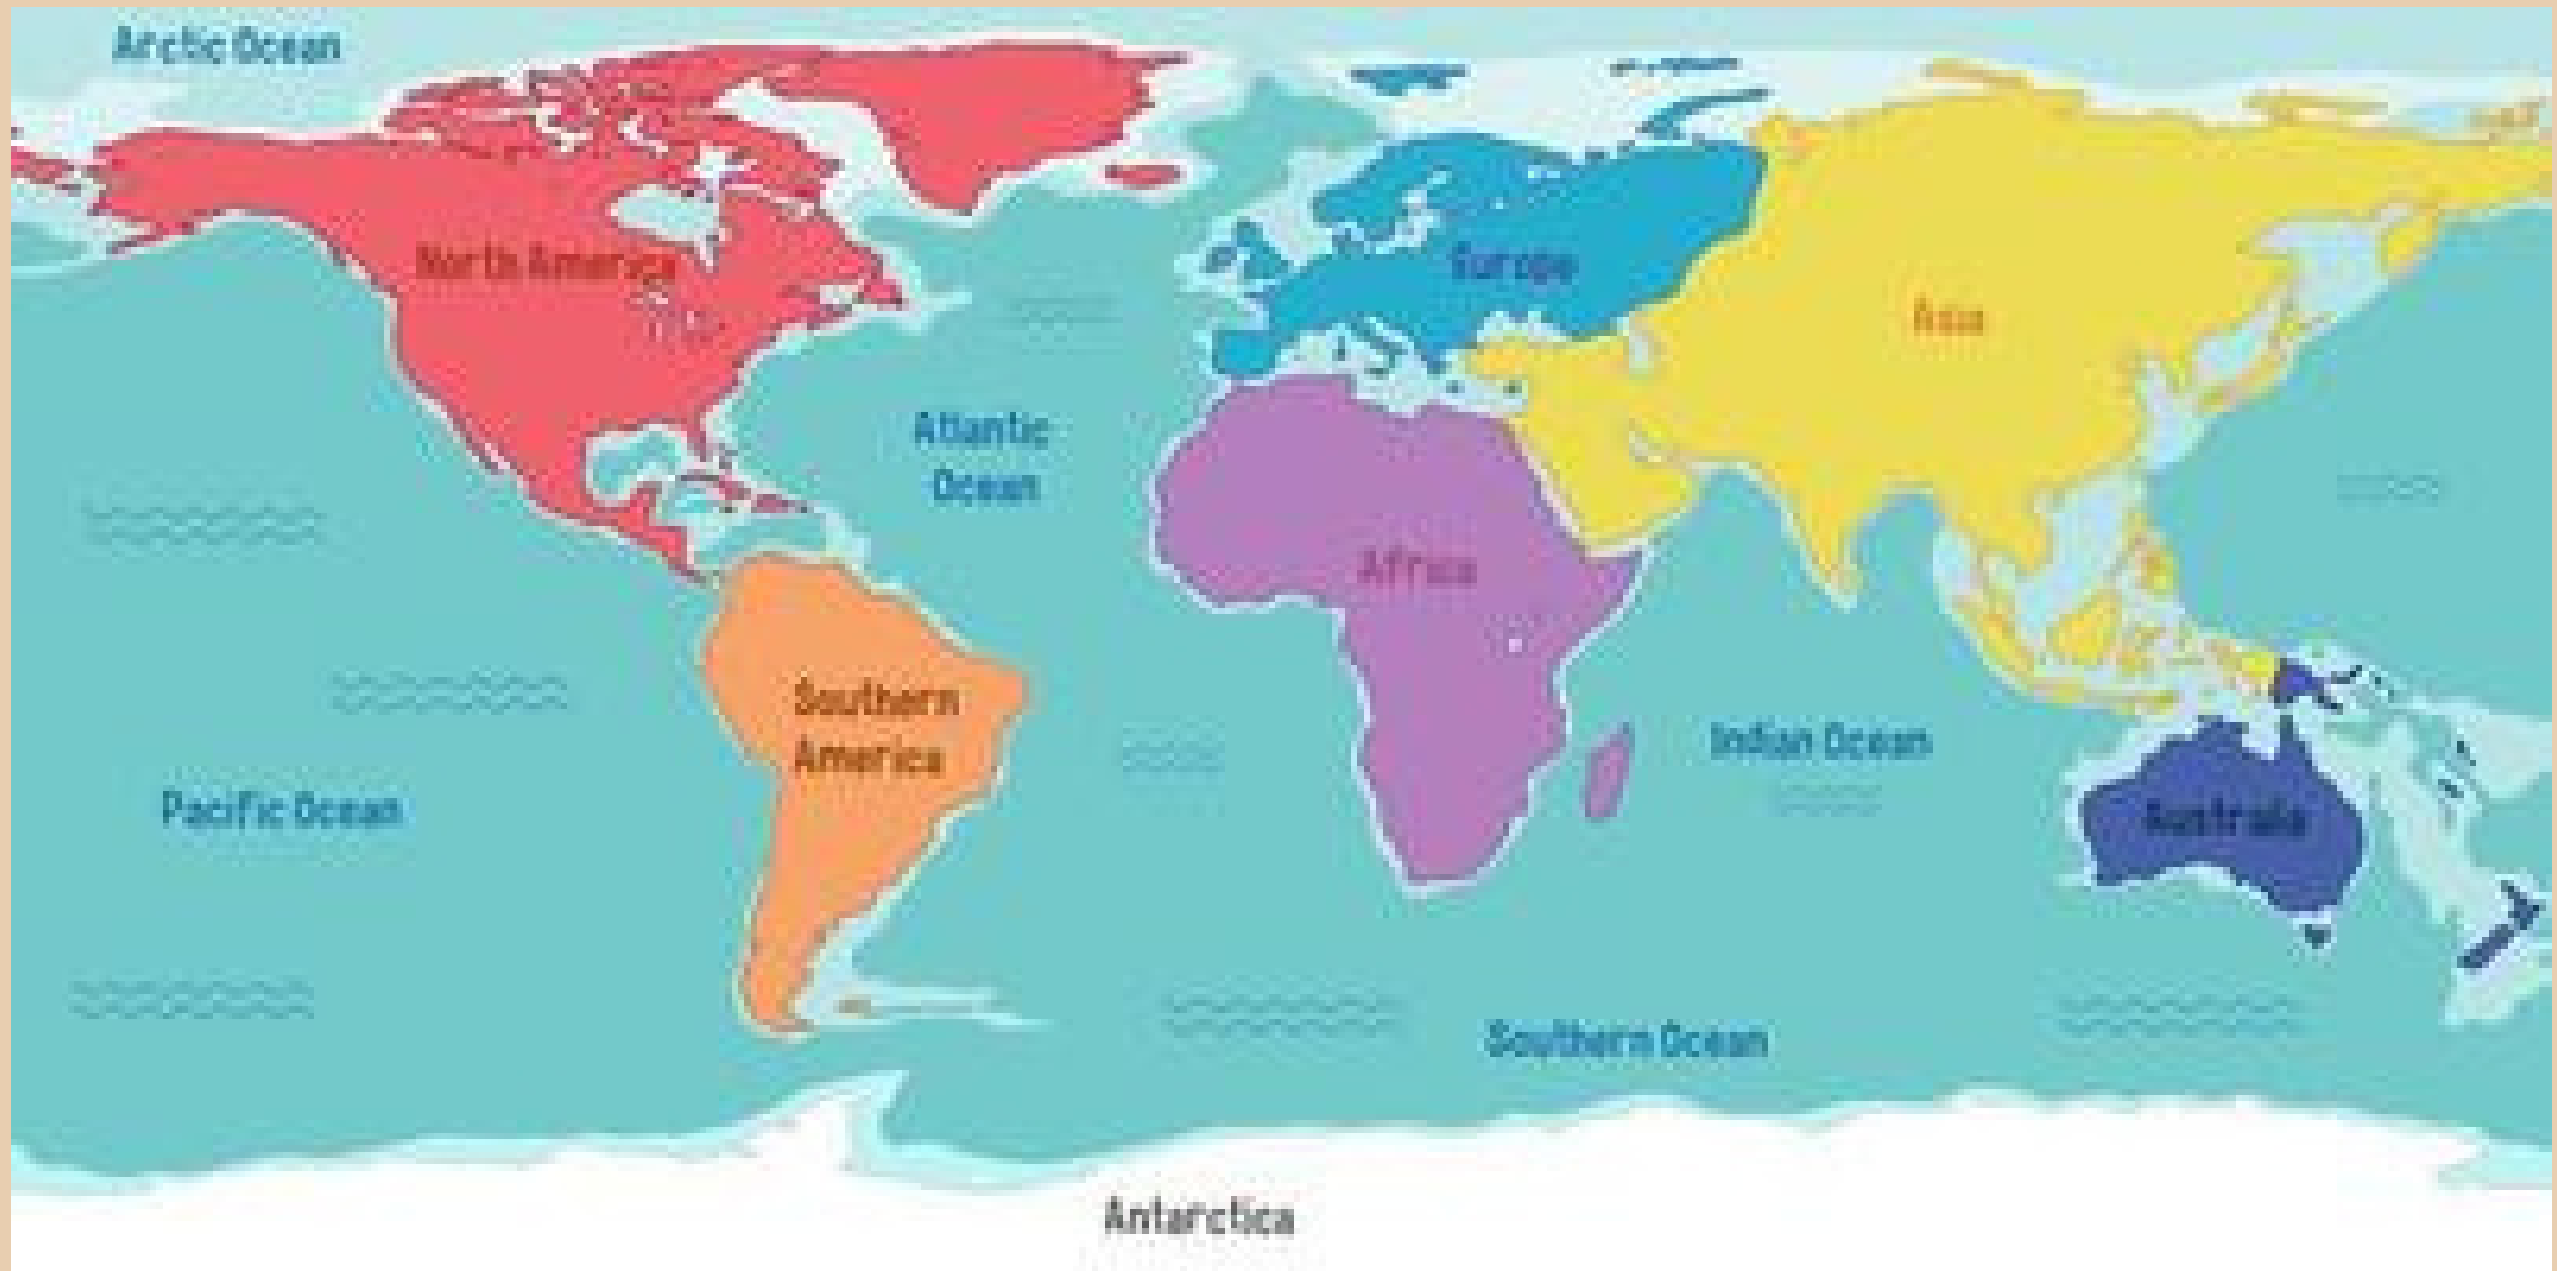 Arctic Ocean
North America
Europe
Asia
Atlantic
Ocean
Africa
Southern
America
Indian Ocean
Pacific Ocean
Australia
Southern Ocean
Antarctica